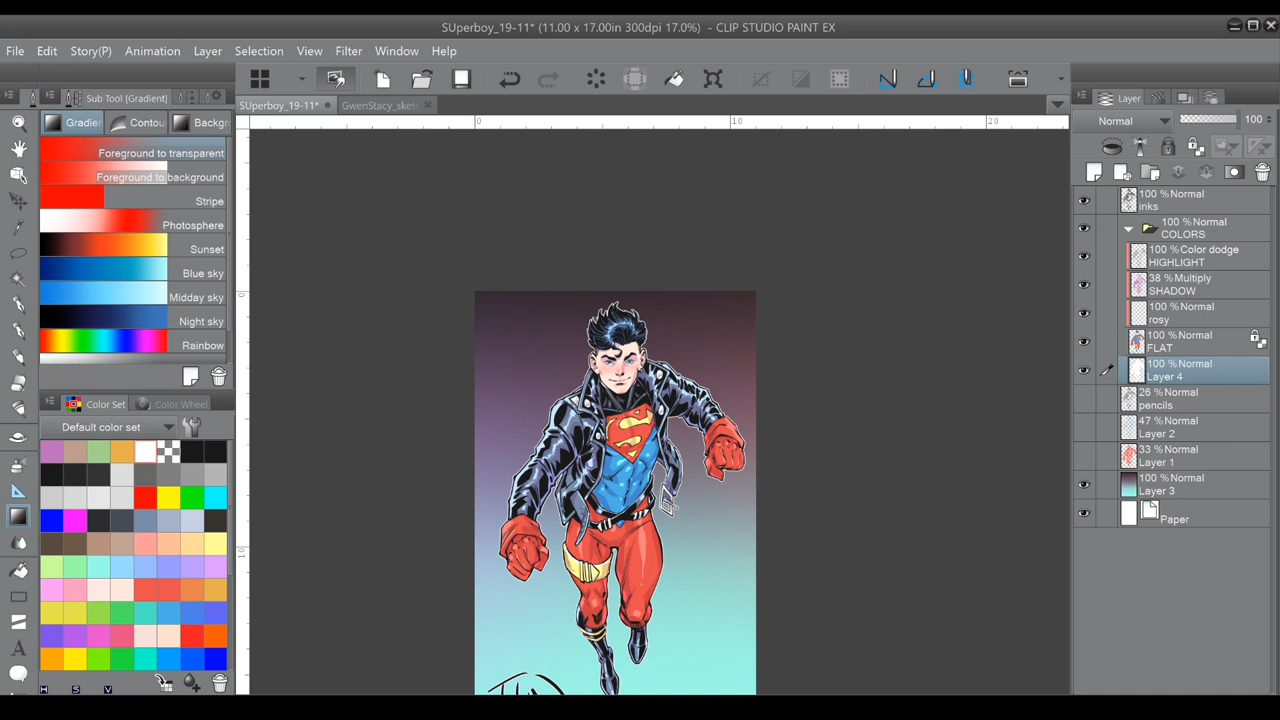 SUperboy_19-11* (11.00 x 17.00in 300dpi 17.0%)  - CLIP STUDIO PAINT EX
File Edit Story(P) Animation Layer Selection View Filter Window Help
Sub Tool [Gradient]
SUperboy_19-11*
GwenStacy_sket
Layer
Gradie
Contou
Backg
Normal
100
0
10
20
0
10
Foreground to transparent
Foreground to background
Stripe
Photosphere
Sunset
Blue sky
Midday sky
Night sky
Rainbow
Color Set
Color Wheel
Default color set
H S V
100 %Normal
inks
100 %Normal
COLORS
100 %Color dodge
HIGHLIGHT
38 %Multiply
SHADOW
100 %Normal
rosy
100 %Normal
FLAT
100 %Normal
Layer 4
26 %Normal
pencils
47 %Normal
Layer 2
33 %Normal
Layer 1
100 %Normal
Layer 3
Paper
S